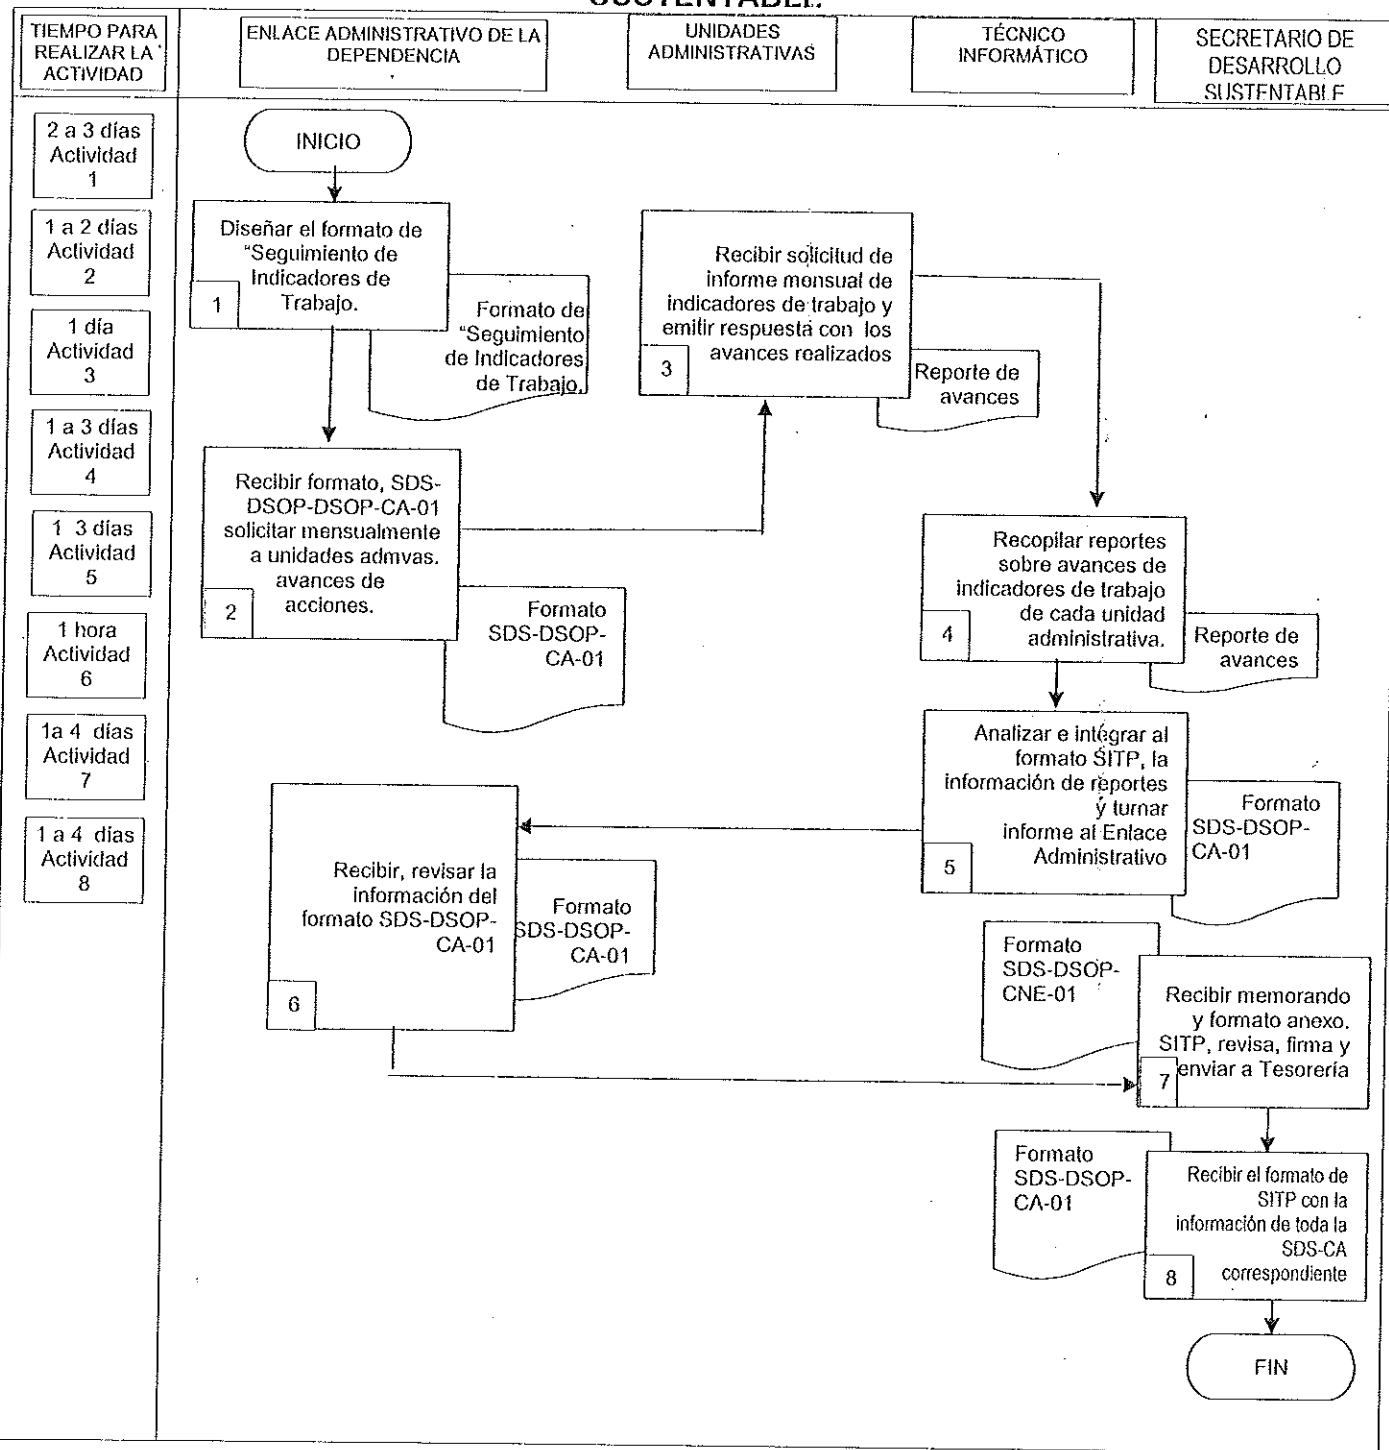 SUSTENTABLE.
TIEMPO PARA
REALIZAR LA
ACTIVIDAD
ENLACE ADMINISTRATIVO DE LA
DEPENDENCIA
UNIDADES
ADMINISTRATIVAS
TÉCNICO
INFORMÁTICO
SECRETARIO DE
DESARROLLO
SUSTENTABLE
2 a 3 días
Actividad
1
1 a 2 días
Actividad
2
1 día
Actividad
3
1 a 3 días
Actividad
4
1 3 días
Actividad
5
1 hora
Actividad
6
1a 4 días
Actividad
7
1 a 4 días
Actividad
8
INICIO
Diseñar el formato de
“Seguimiento de
Indicadores de
Trabajo.
1
Formato de
“Seguimiento
de Indicadores
de Trabajo.
Recibir formato, SDS-
DSOP-DSOP-CA-01
solicitar mensualmente
a unidades admvas.
avances de
acciones.
2
Formato
SDS-DSOP-
CA-01
Recibir solicitud de
informe mensual de
indicadores de trabajo y
emitir respuesta con los
avances realizados
3
Reporte de
avances
Recopilar reportes
sobre avances de
indicadores de trabajo
de cada unidad
administrativa.
4
Reporte de
avances
Analizar e intégrar al
formato SITP, la
información de reportes
y turnar
informe al Enlace
Administrativo
5
Formato
SDS-DSOP-
CA-01
Recibir, revisar la
información del
formato SDS-DSOP-
CA-01
6
Formato
SDS-DSOP-
CA-01
Formato
SDS-DSOP-
CNE-01
Recibir memorando
y formato anexo.
SITP, revisa, firma y
enviar a Tesorería
7
Formato
SDS-DSOP-
CA-01
Recibir el formato de
SITP con la
información de toda la
SDS-CA
correspondiente
8
FIN